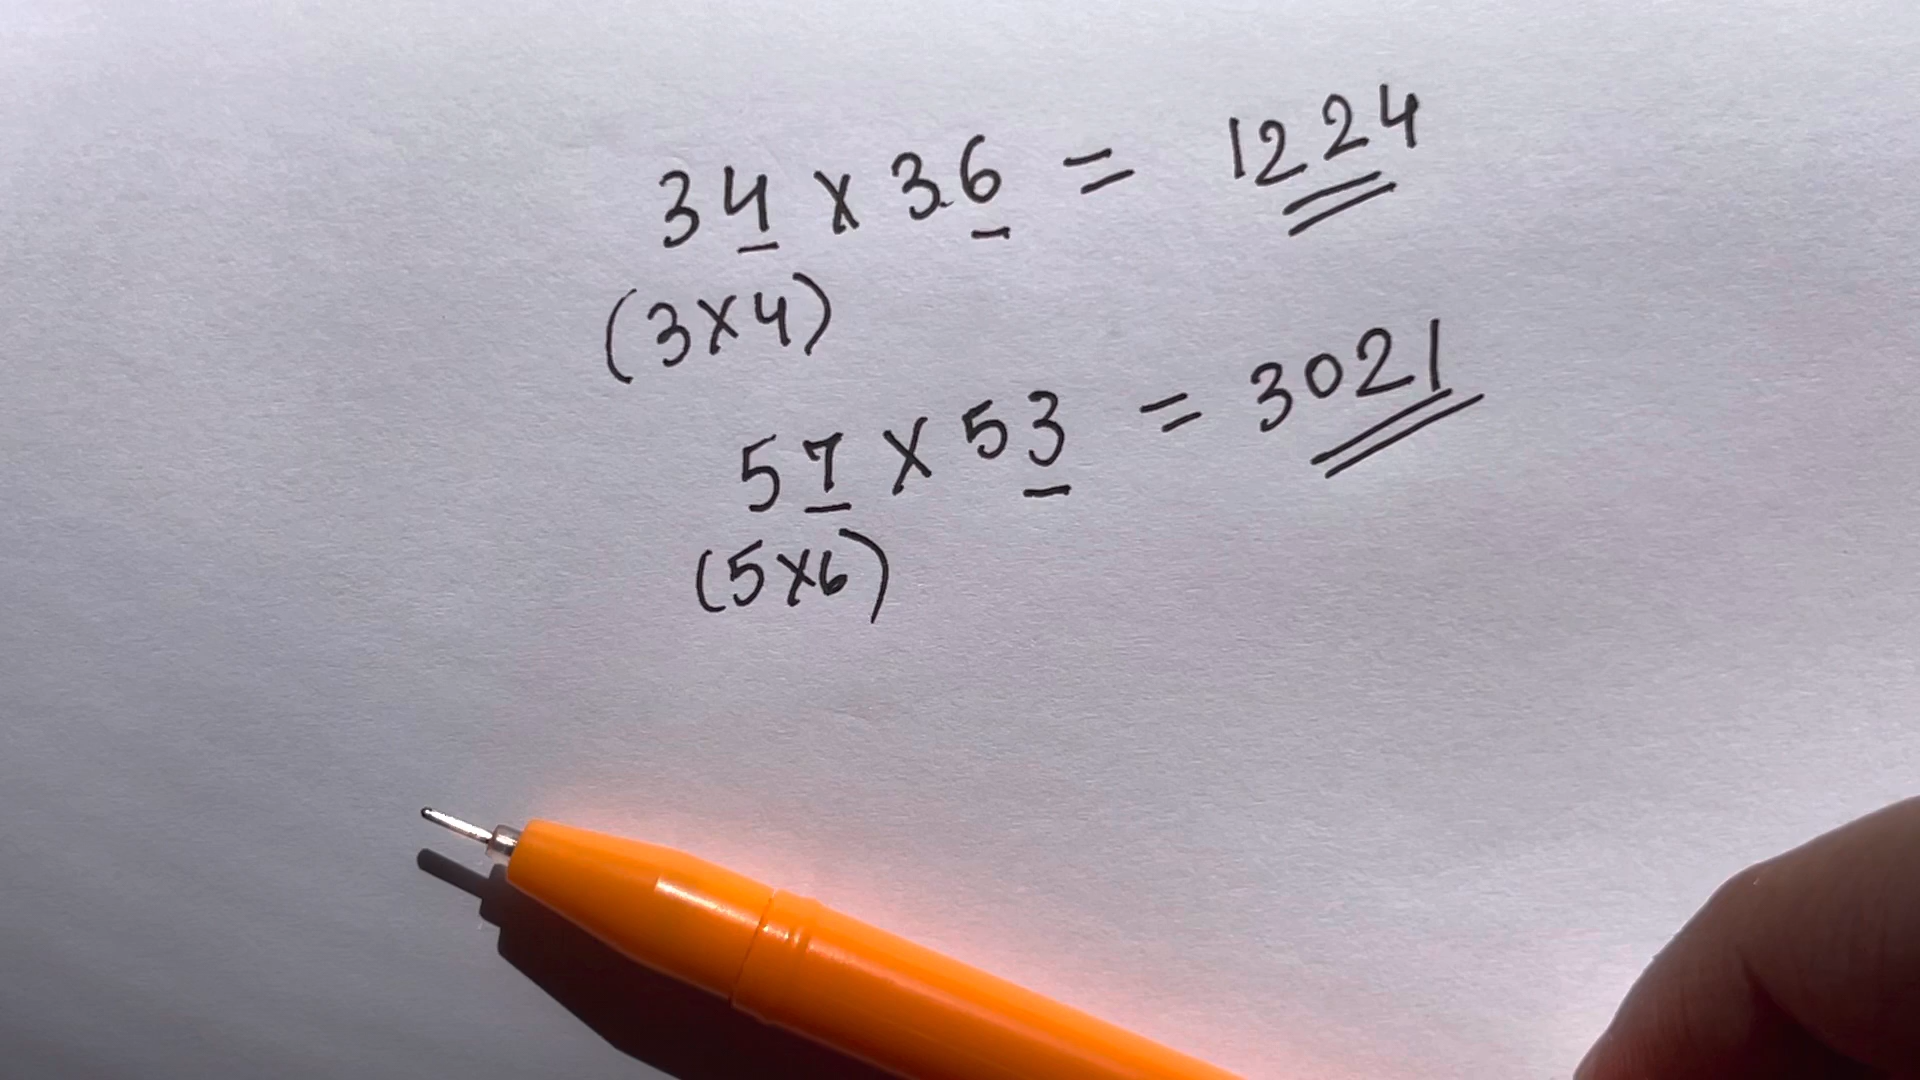 34 x 36 = 1224
(3x4)
57 x 53 = 3021
(5x6)